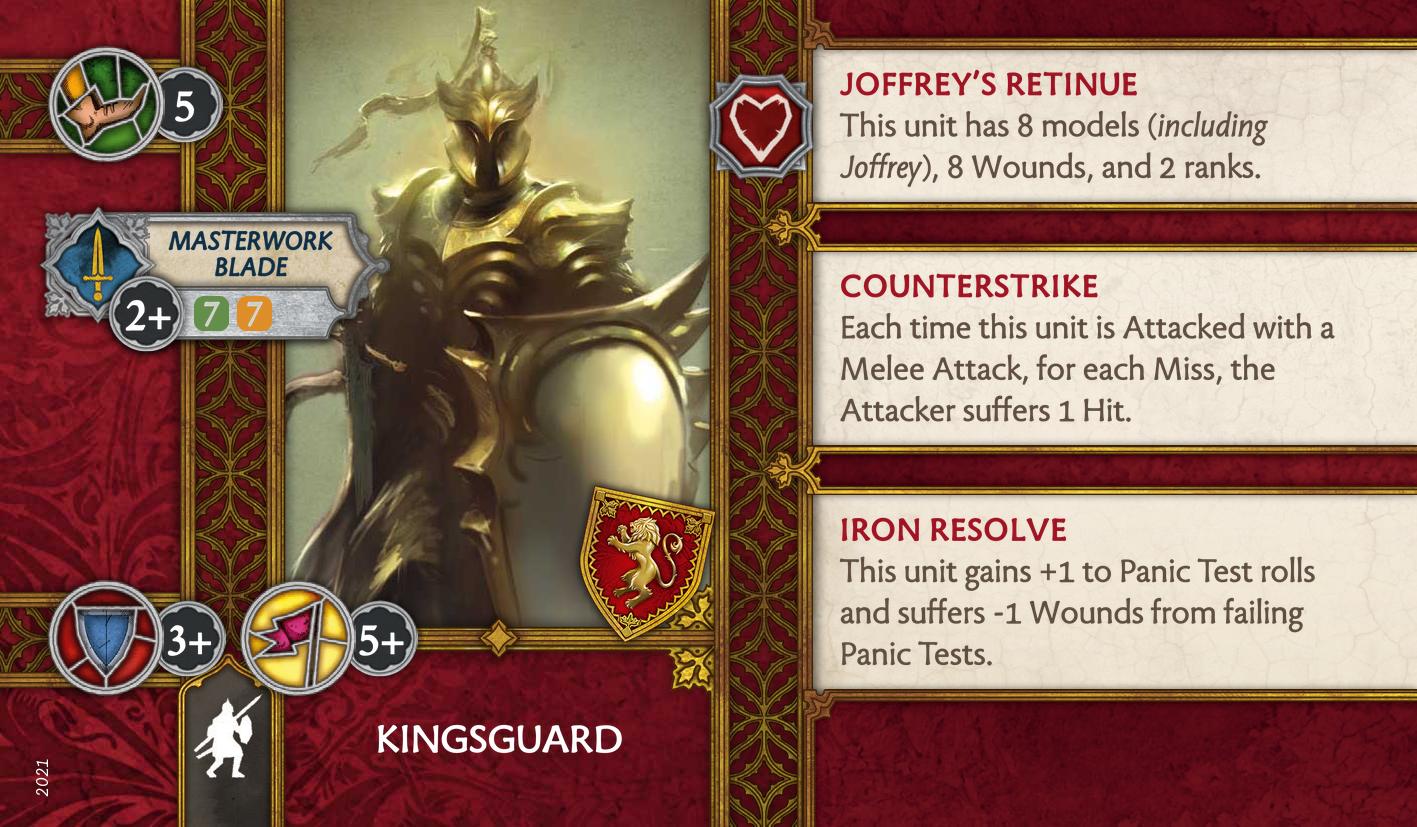 5
MASTERWORK
BLADE
2+ 7 7
3+ 5+
KINGSGUARD
2021
JOFFREY'S RETINUE
This unit has 8 models (including
Joffrey), 8 Wounds, and 2 ranks.
COUNTERSTRIKE
Each time this unit is Attacked with a
Melee Attack, for each Miss, the
Attacker suffers 1 Hit.
IRON RESOLVE
This unit gains +1 to Panic Test rolls
and suffers -1 Wounds from failing
Panic Tests.